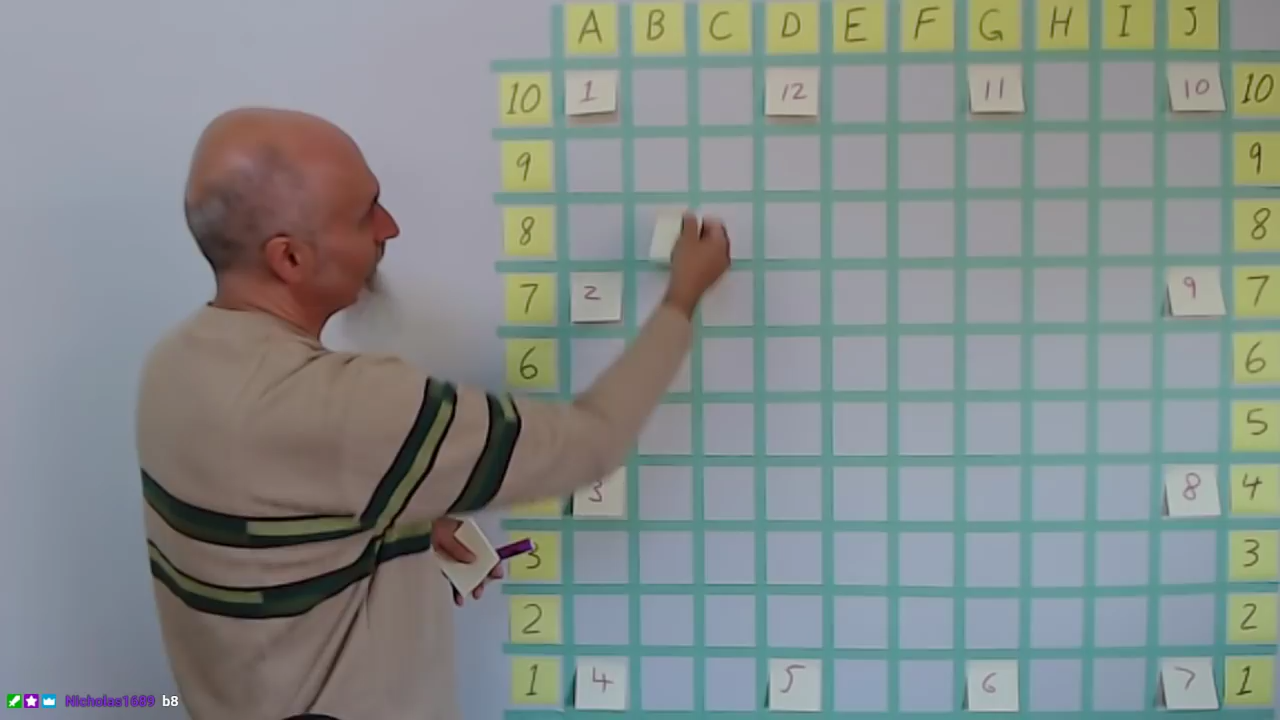 A B C D E F G H I J
10 1 12 11 10 10
9 9
8 8
7 2 9 7
6 6
5
3 8 4
3 3
2 2
1 4 5 6 7 1
Nicholas1689 b8